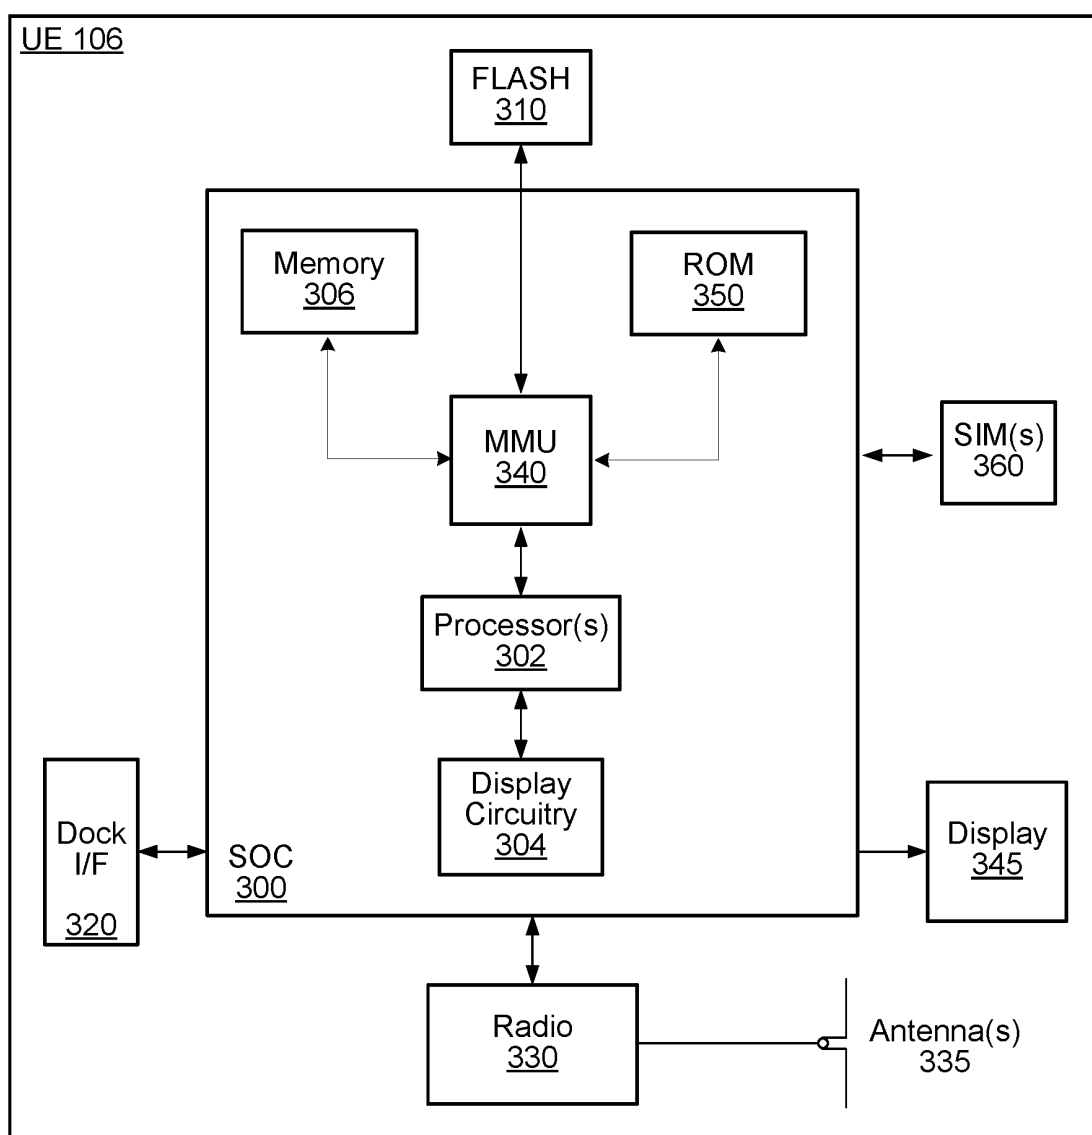 UE 106
FLASH
310
Memory
306
ROM
350
MMU
340
SIM(s)
360
Processor(s)
302
Display
Circuitry
304
Dock
I/F
320
SOC
300
Display
345
Radio
330
Antenna(s)
335